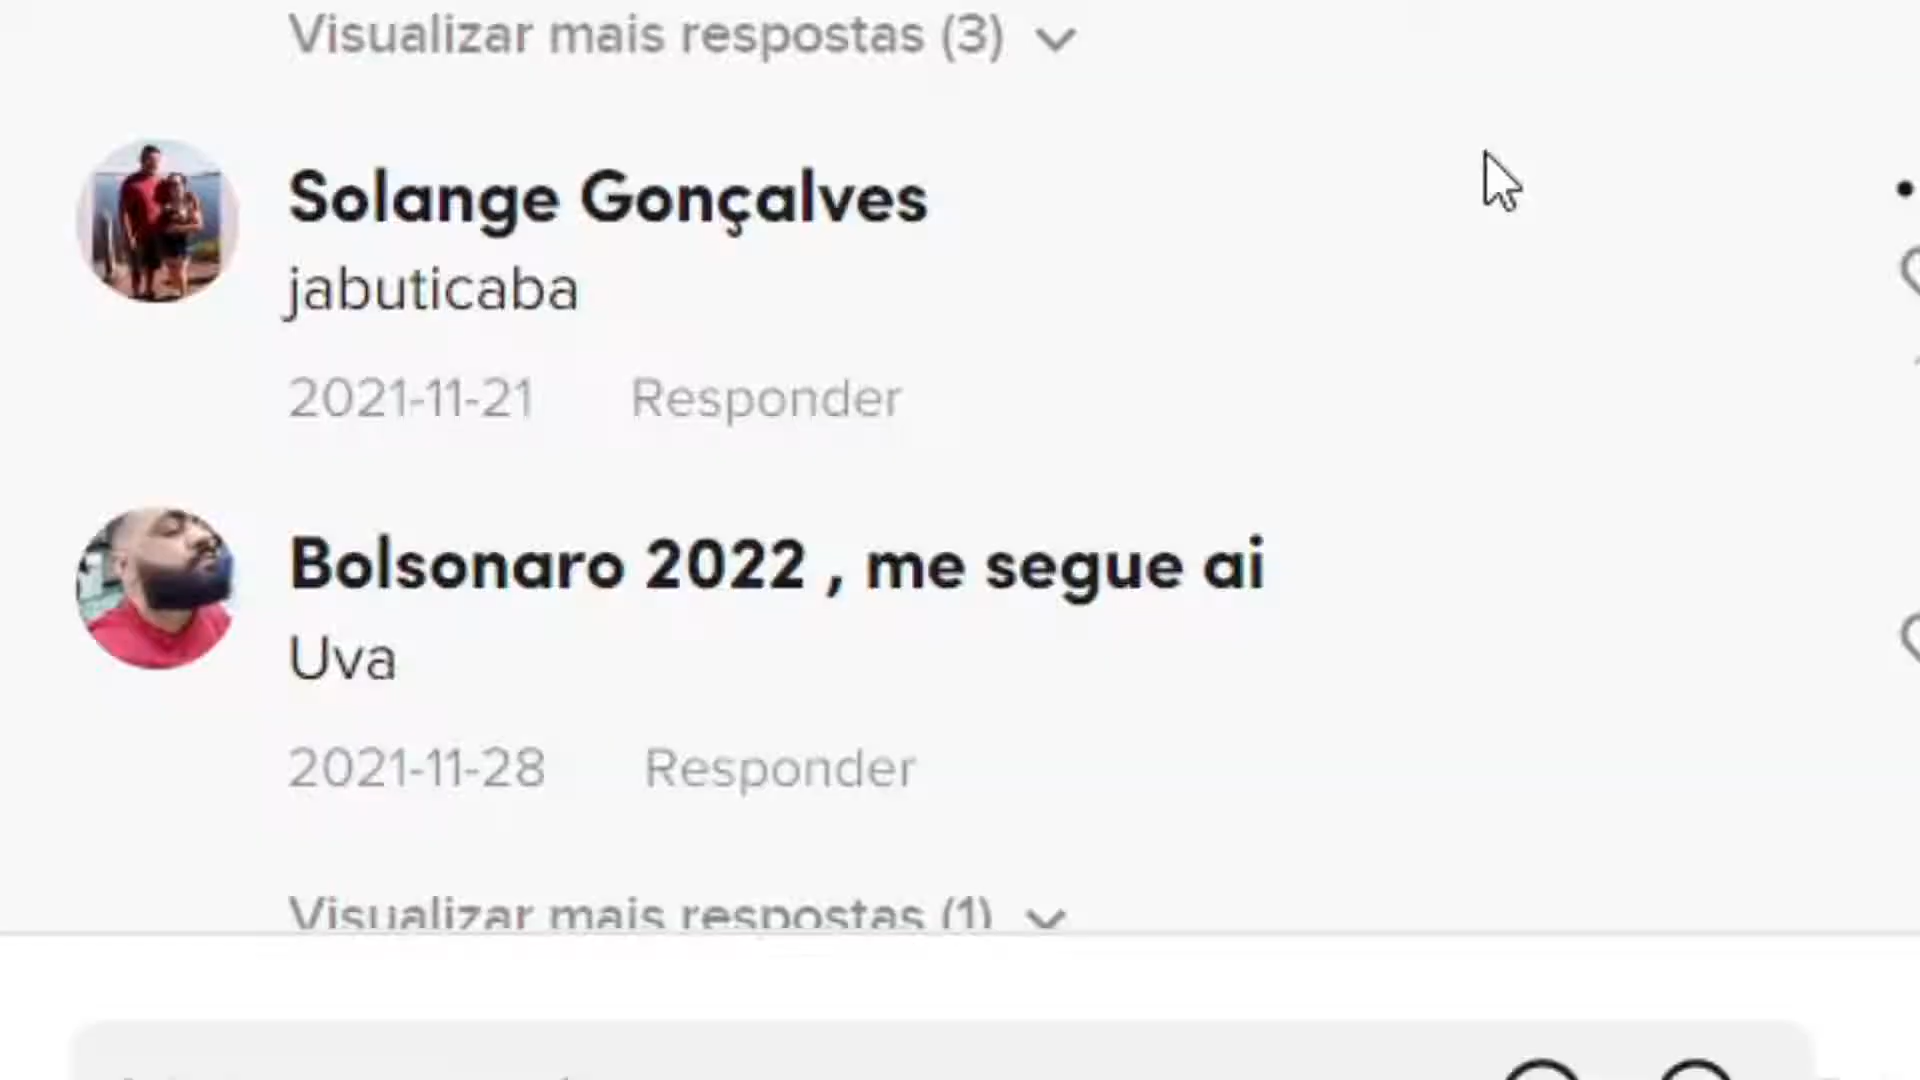 Visualizar mais respostas (3)
Solange Gonçalves
jabuticaba
2021-11-21 Responder
Bolsonaro 2022 , me segue ai
Uva
2021-11-28 Responder
Visualizar mais respostas (1)